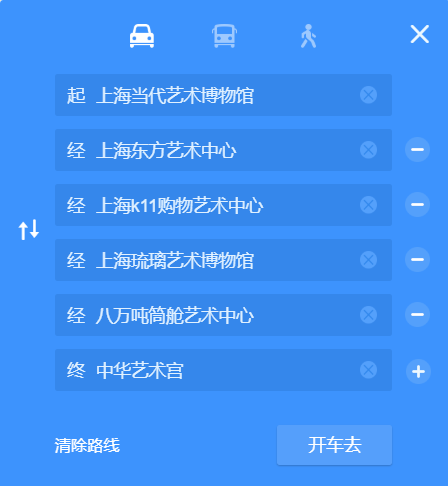 起 上海当代艺术博物馆
经 上海东方艺术中心
经 上海k11购物艺术中心
经 上海琉璃艺术博物馆
经 八万吨筒舱艺术中心
终 中华艺术宫
清除路线 开车去